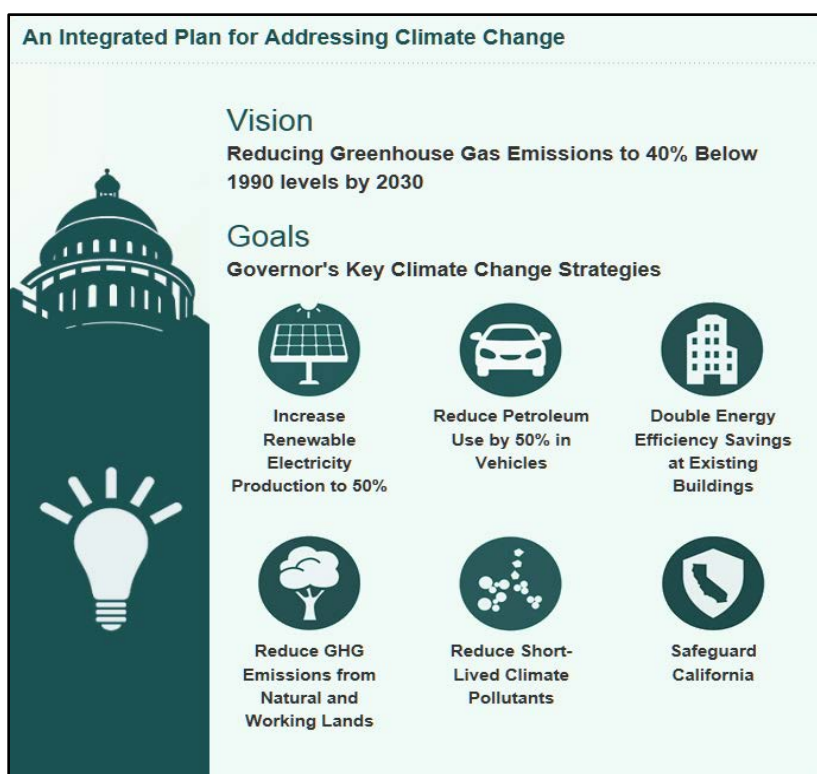 An Integrated Plan for Addressing Climate Change
Vision
Reducing Greenhouse Gas Emissions to 40% Below
1990 levels by 2030
Goals
Governor's Key Climate Change Strategies
Increase
Renewable
Electricity
Production to 50%
Reduce Petroleum
Use by 50% in
Vehicles
Double Energy
Efficiency Savings
at Existing
Buildings
Reduce GHG
Emissions from
Natural and
Working Lands
Reduce Short-
Lived Climate
Pollutants
Safeguard
California